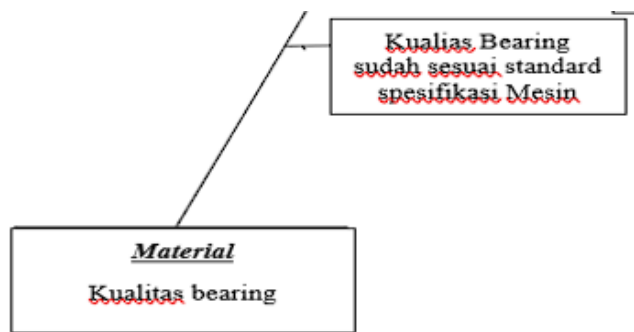 Kualias Bearing
sudah sesuai standard
spesifikasi Mesin
Material
Kualitas bearing